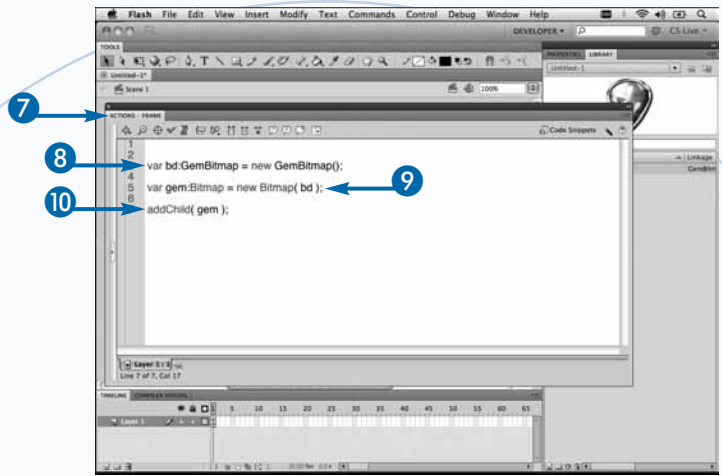 Flash File Edit View Insert Modify Text Commands Control Debug Window Help
DEVELOPER CS Live
TOOLS
PROPERTIES LIBRARY
Untitled-1*
Untitled-1
Scene 1
100%
7
ACTIONS - FRAME
Code Snippets
1
2
8
var bd:GemBitmap = new GemBitmap();
Linkage
4
5
var gem:Bitmap = new Bitmap( bd );
9
6
10
addChild( gem );
Layer 1 : 1
Line 7 of 7, Col 17
TIMELINE COMPILER ERRORS
5 10 15 20 25 30 35 40 45 50 55 60 65
Layer 1